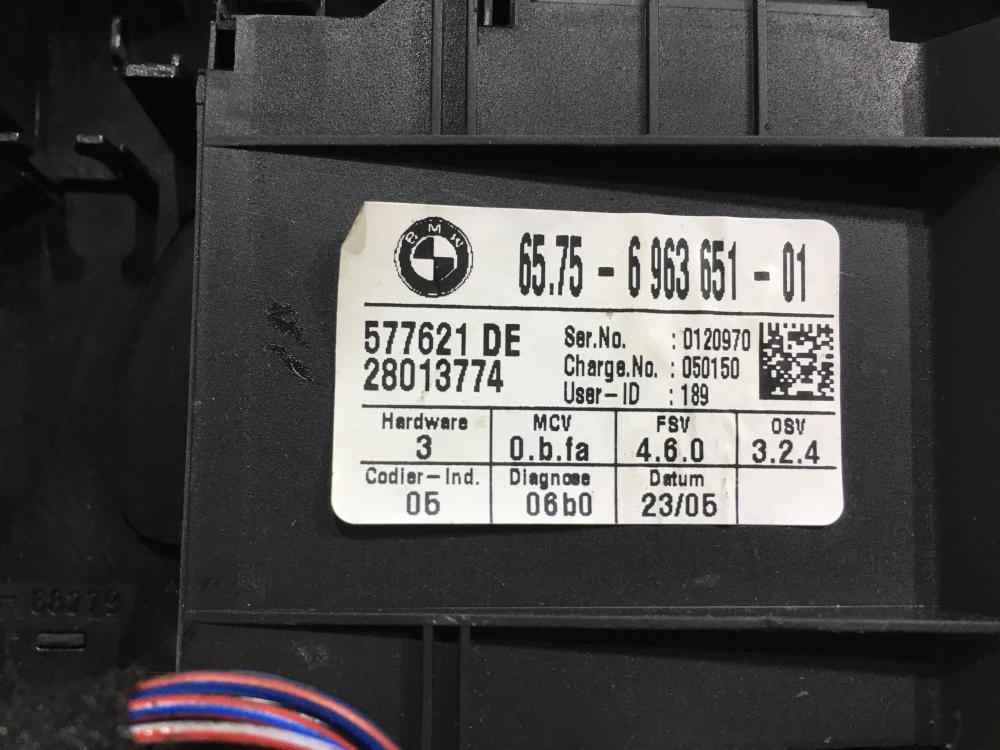 BMW
65.75 - 6 963 651 - 01
577621 DE
28013774
Ser.No. : 0120970
Charge.No. : 050150
User-ID : 189
Hardware MCV FSV OSV
3 0.b.fa 4.6.0 3.2.4
Codier-Ind. Diagnose Datum
05 06b0 23/05
- 68279